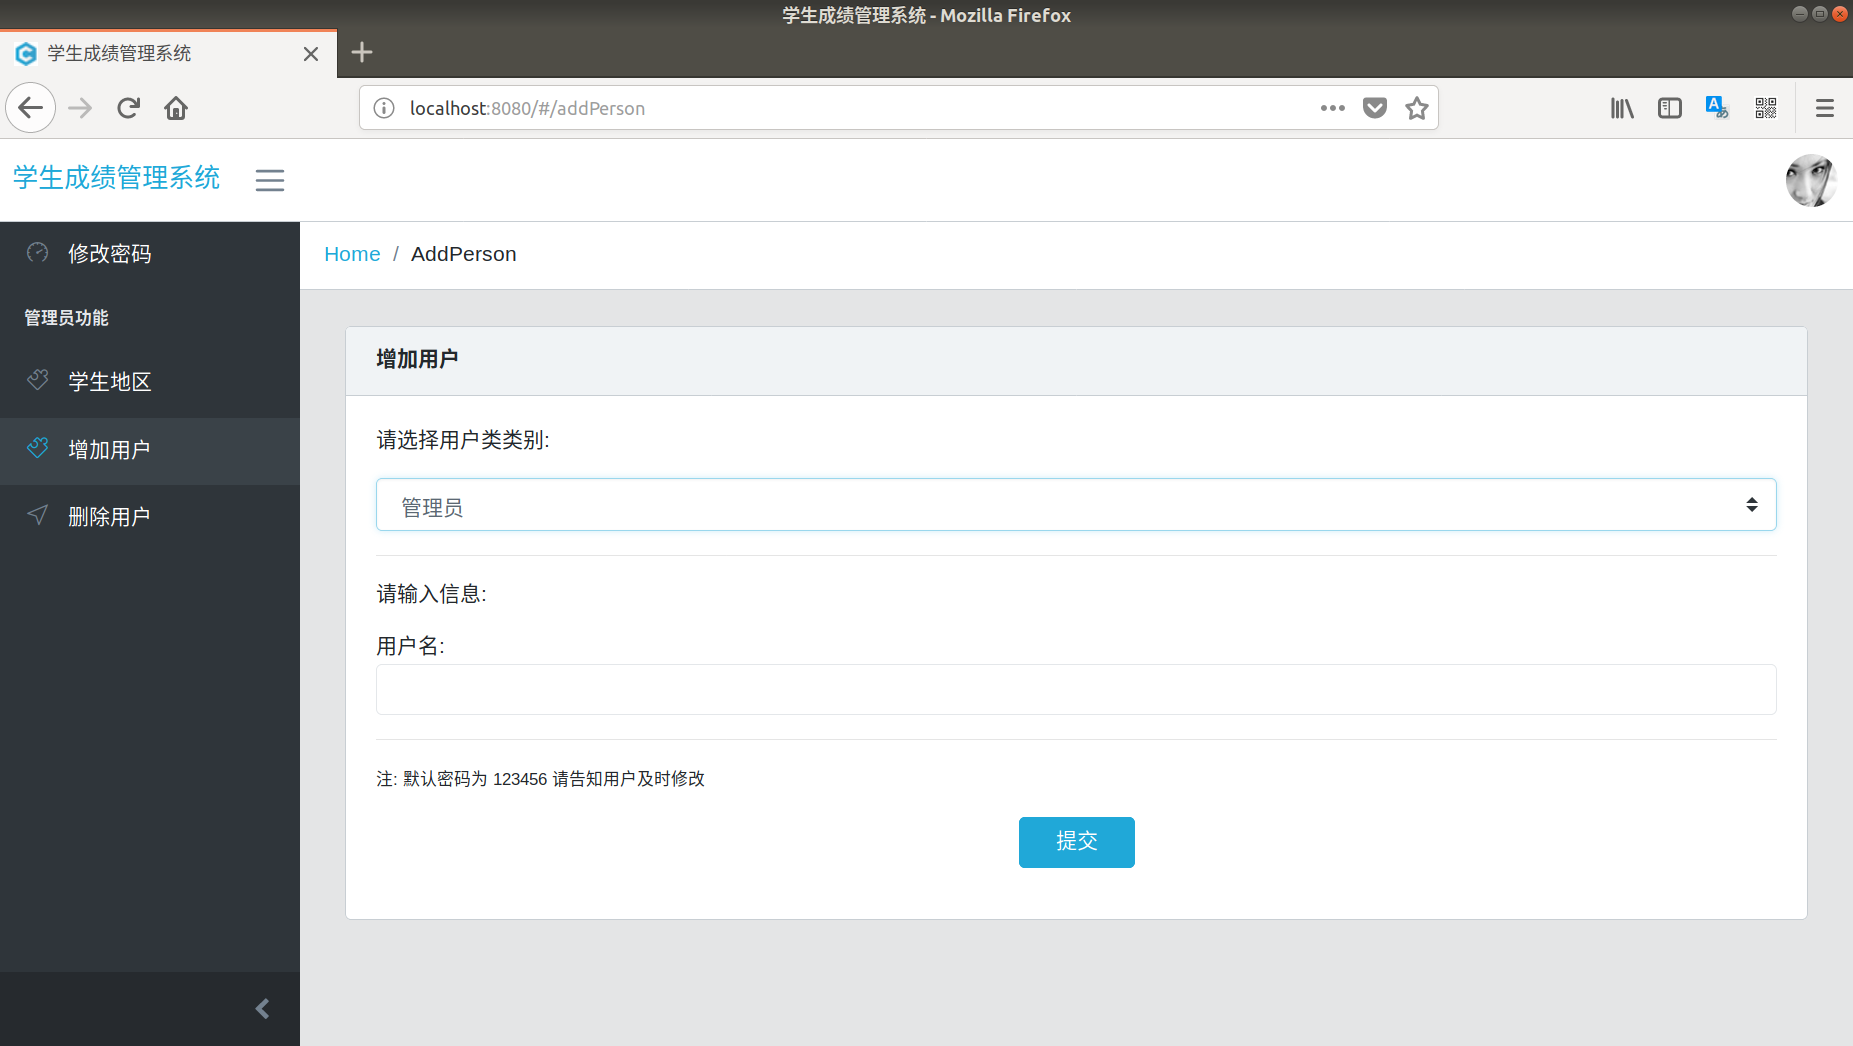 学生成绩管理系统 - Mozilla Firefox
学生成绩管理系统
localhost:8080/#/addPerson
学生成绩管理系统
修改密码
管理员功能
学生地区
增加用户
删除用户
Home / AddPerson
增加用户
请选择用户类类别:
管理员
请输入信息:
用户名:
注: 默认密码为 123456 请告知用户及时修改
提交